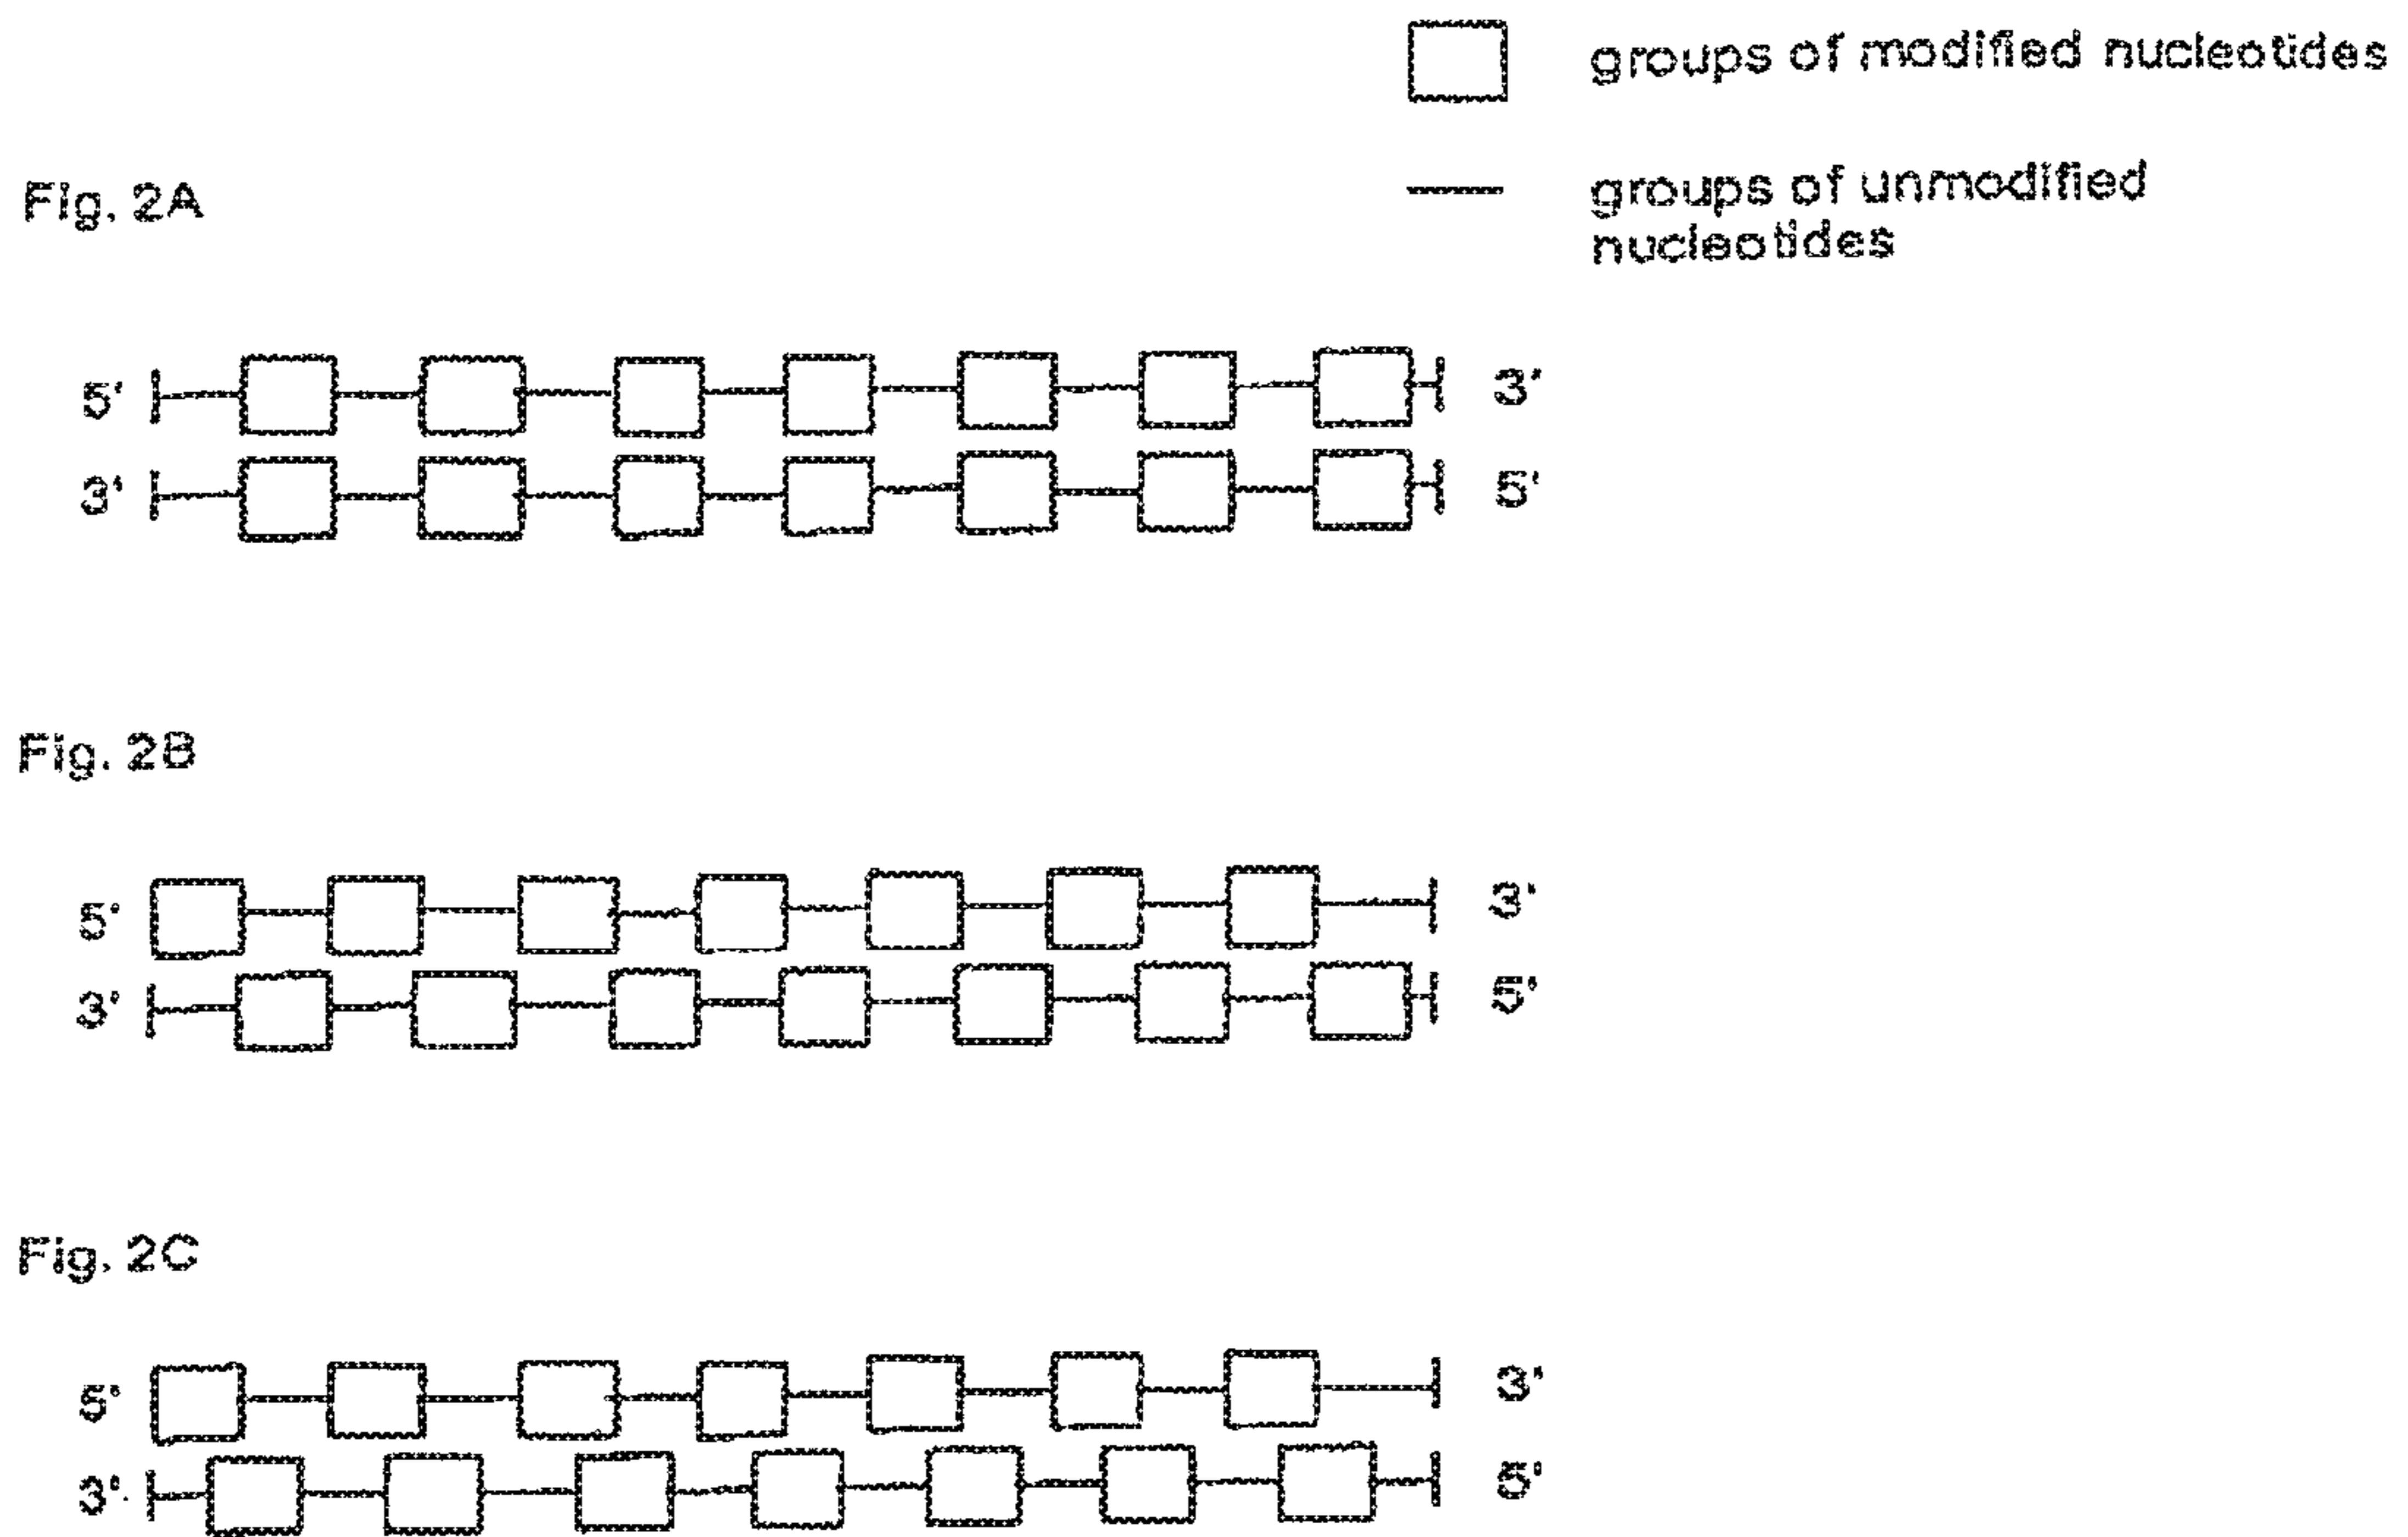 groups of modified nucleotides
Fig. 2A
groups of unmodified
nucleotides
5' 3'
3' 5'
Fig. 2B
5' 3'
3' 5'
Fig. 2C
5' 3'
3' 5'